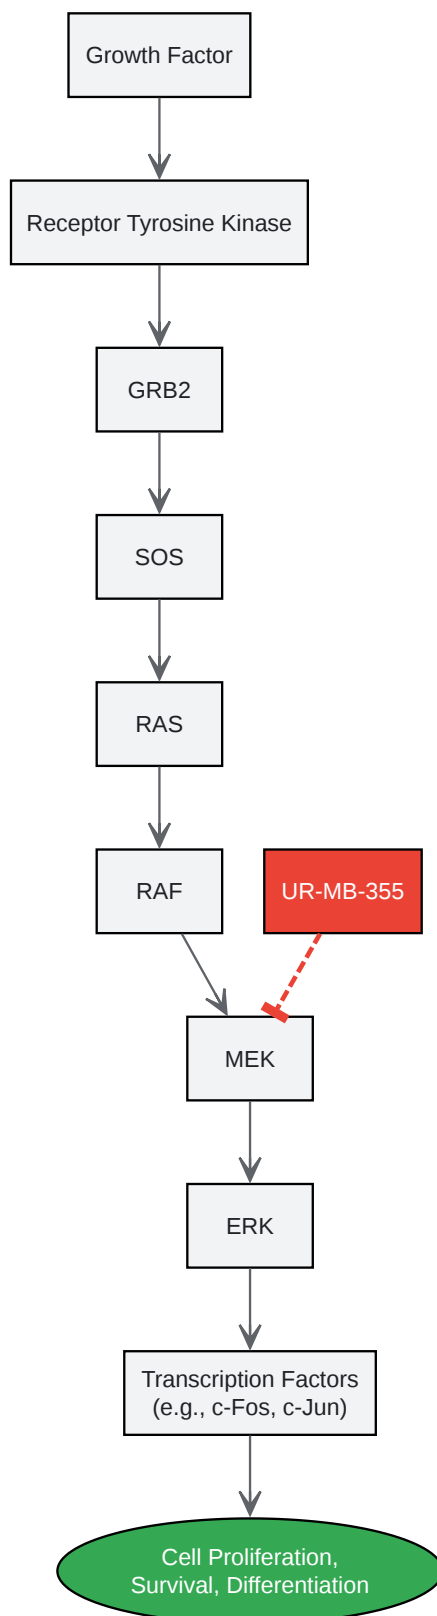 Growth Factor
Receptor Tyrosine Kinase
GRB2
SOS
RAS
RAF
UR-MB-355
MEK
ERK
Transcription Factors
(e.g., c-Fos, c-Jun)
Cell Proliferation,
Survival, Differentiation